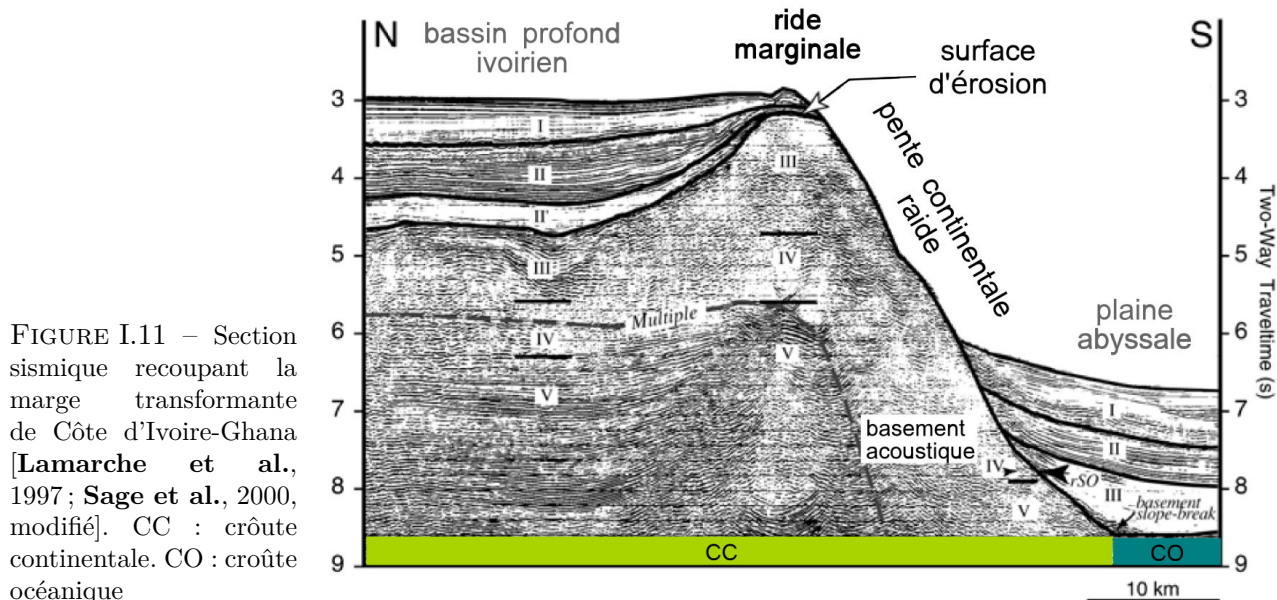 N
bassin profond
ivoirien
ride
marginale
surface
d'érosion
S
pente continentale
raide
plaine
abyssale
3
4
5
6
7
8
9
I
II
II'
III
IV
V
Multiple
III
IV
V
basement
acoustique
IV
V
rSO
I
II
III
basement
slope-break
3
4
5
6
7
8
9
Two-Way Traveltime (s)
CC
CO
10 km
FIGURE I.11 – Section
sismique recoupant la
marge transformante
de Côte d'Ivoire-Ghana
[Lamarche et al.,
1997 ; Sage et al., 2000,
modifié]. CC : crôute
continentale. CO : croûte
océanique